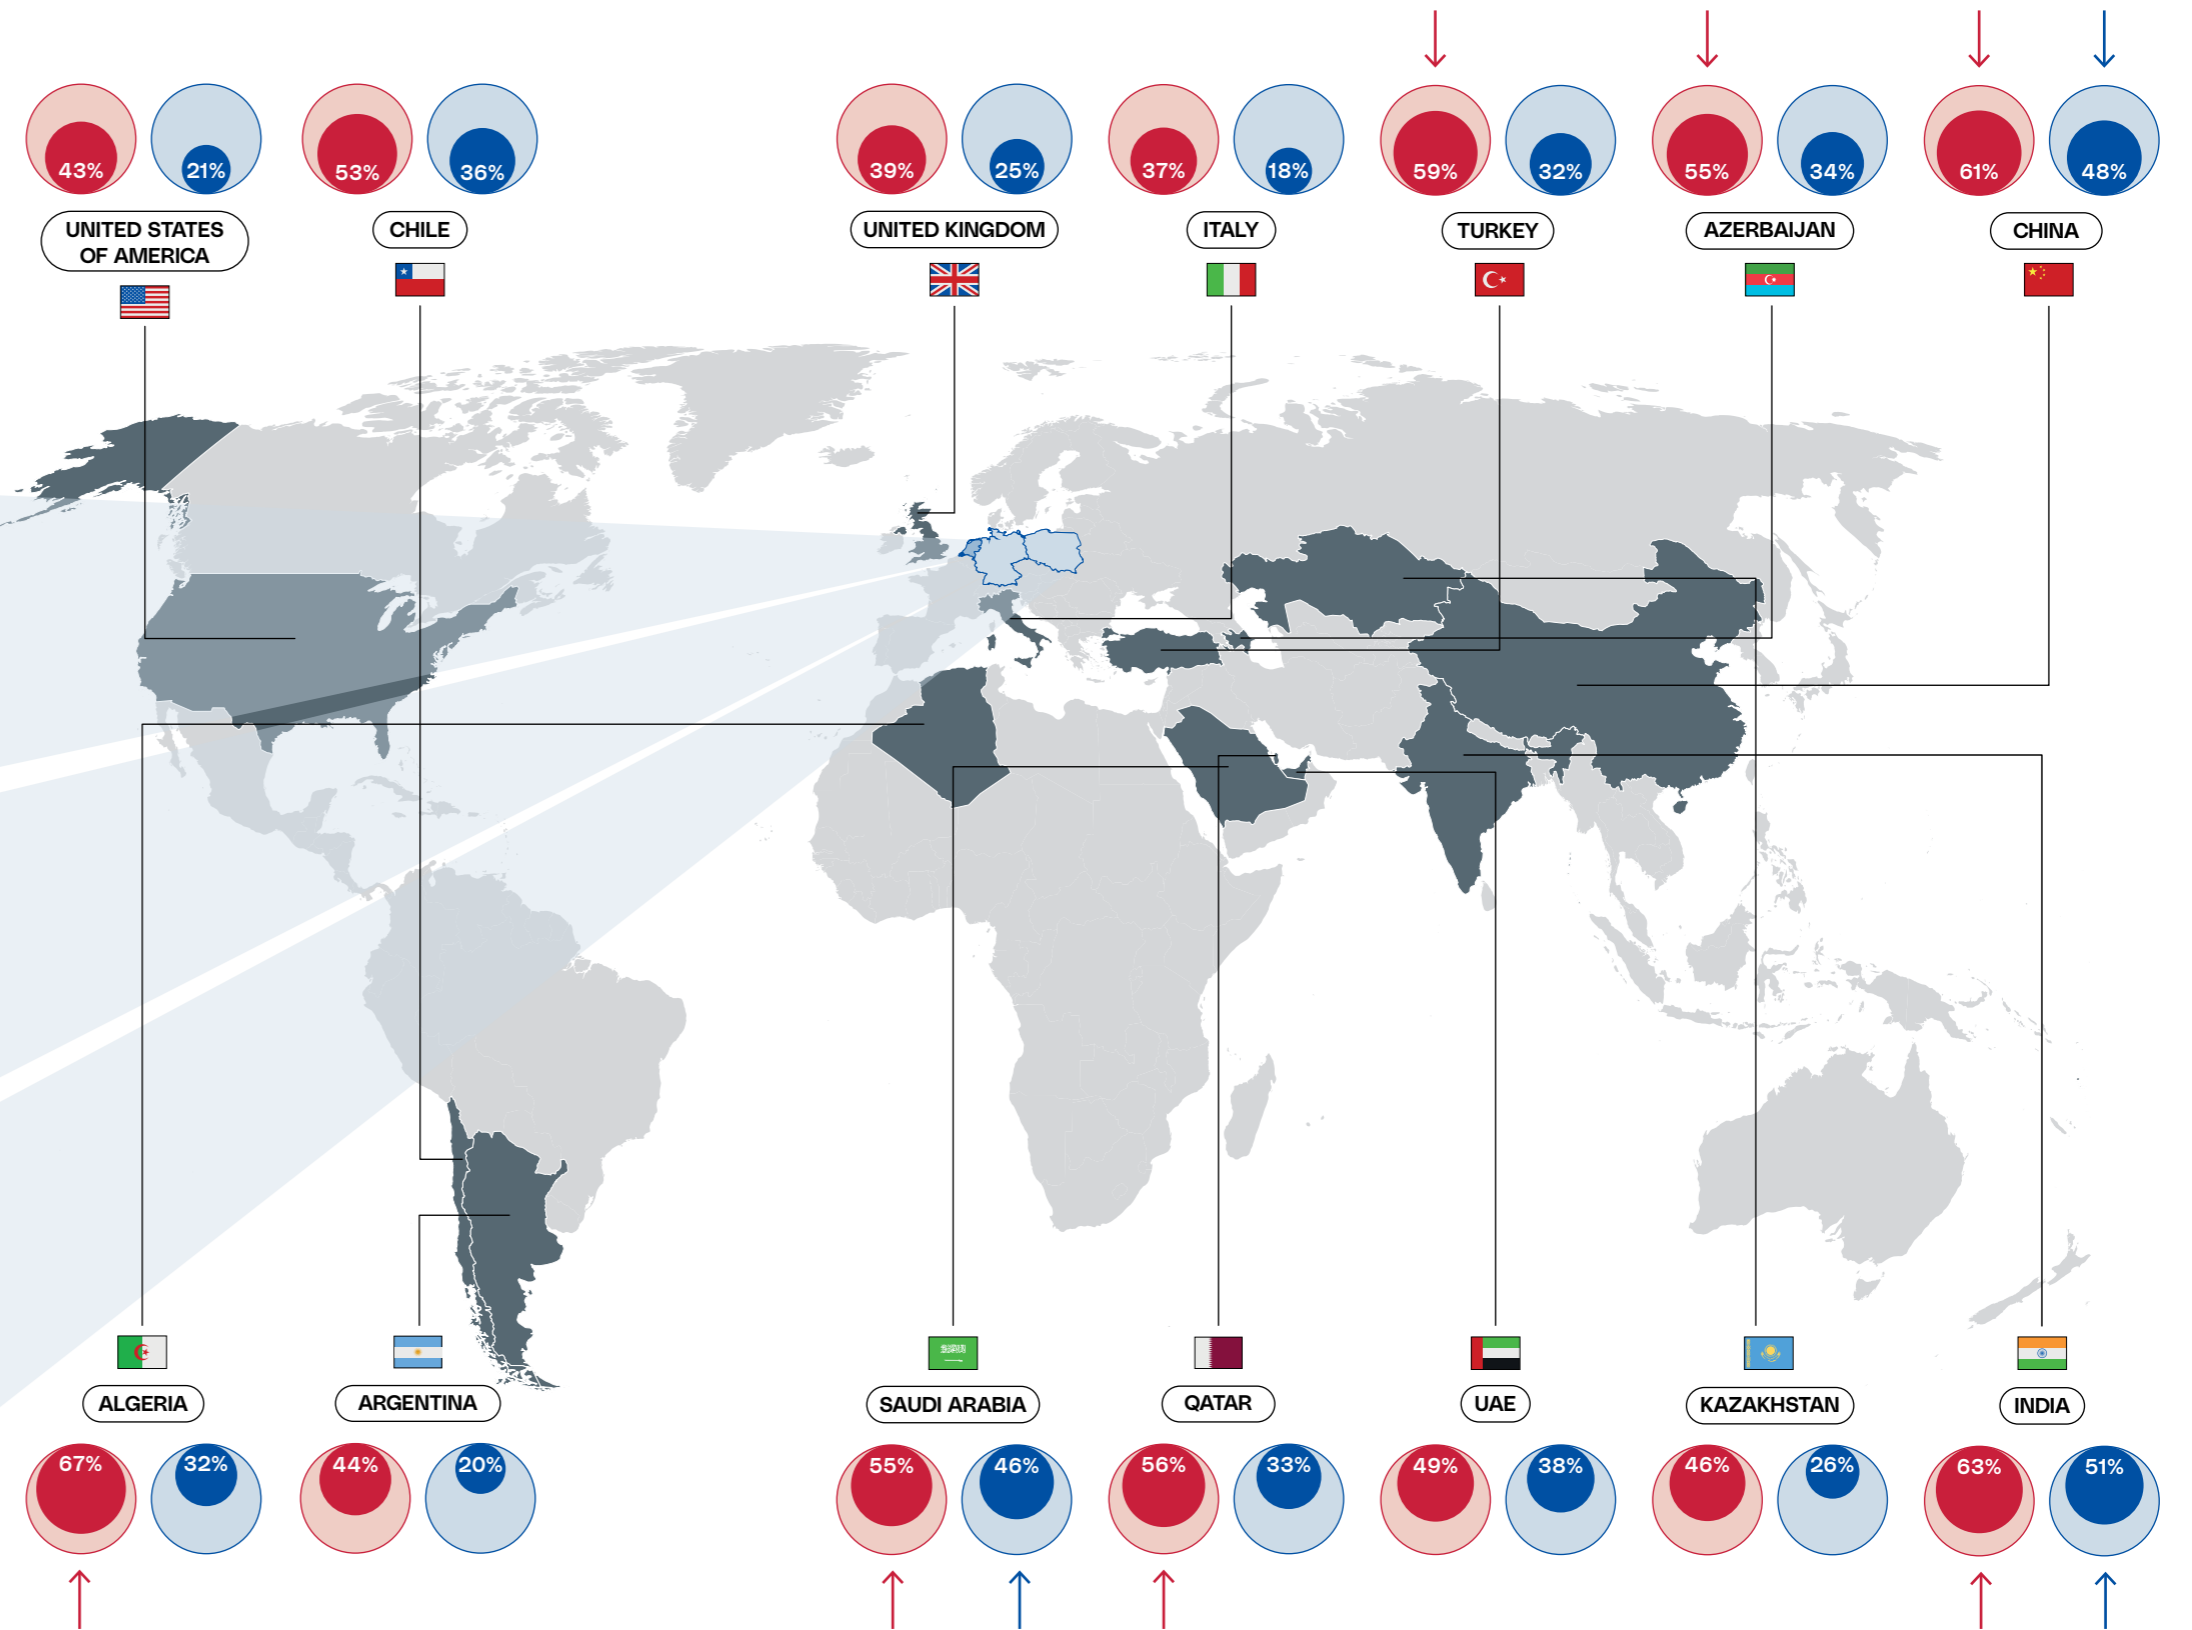 43%
21%
53%
36%
39%
25%
37%
18%
59%
32%
55%
34%
61%
48%
UNITED STATES
OF AMERICA
CHILE
UNITED KINGDOM
ITALY
TURKEY
AZERBAIJAN
CHINA
ALGERIA
ARGENTINA
SAUDI ARABIA
QATAR
UAE
KAZAKHSTAN
INDIA
67%
32%
44%
20%
55%
46%
56%
33%
49%
38%
46%
26%
63%
51%